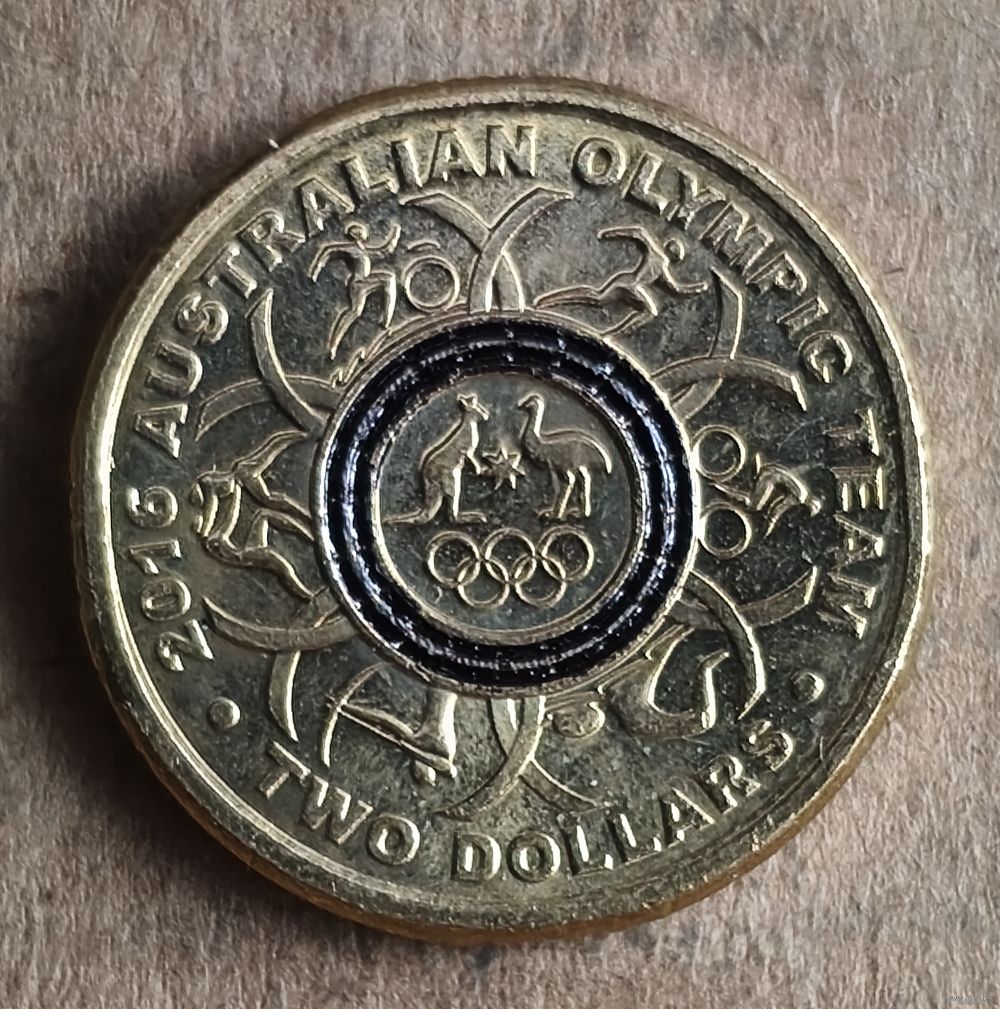 2016 AUSTRALIAN OLYMPIC TEAM
TWO DOLLARS